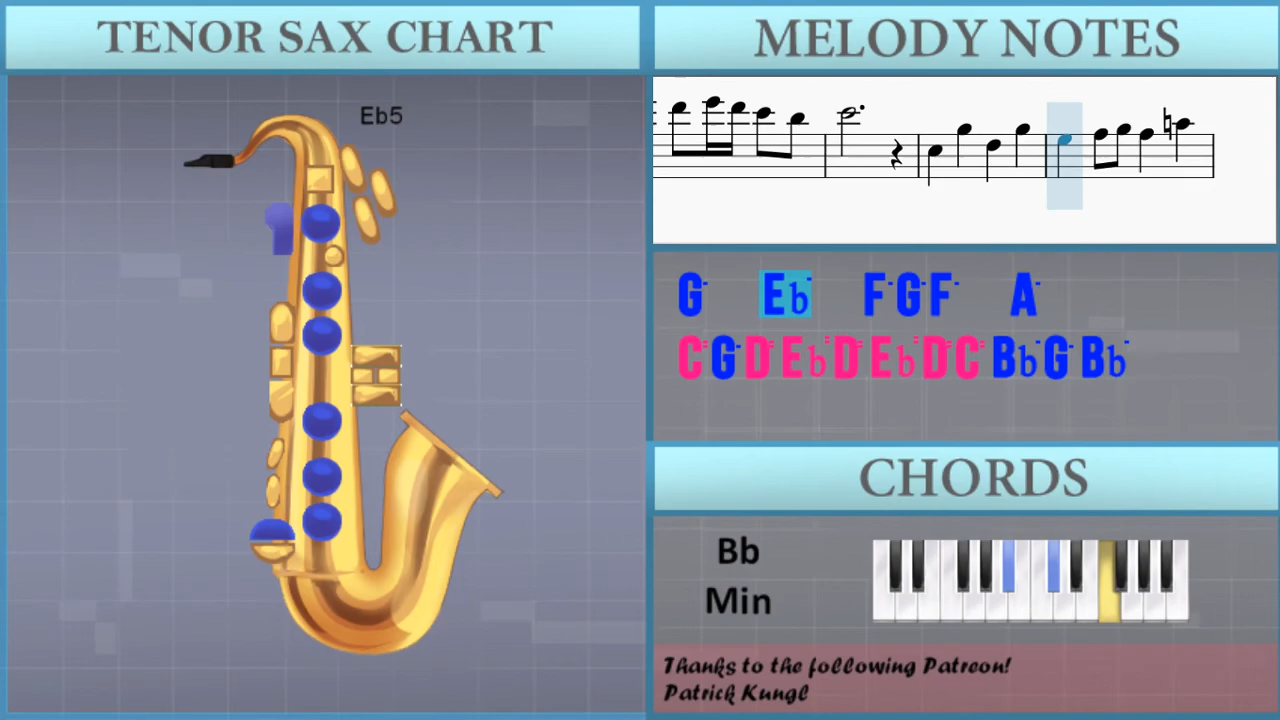 TENOR SAX CHART
Eb5
MELODY NOTES
G- Eb- F-G-F- A-
C=G-D=Eb=D=Eb=D=C=Bb-G-Bb-
CHORDS
Bb
Min
Thanks to the following Patreon!
Patrick Kungl